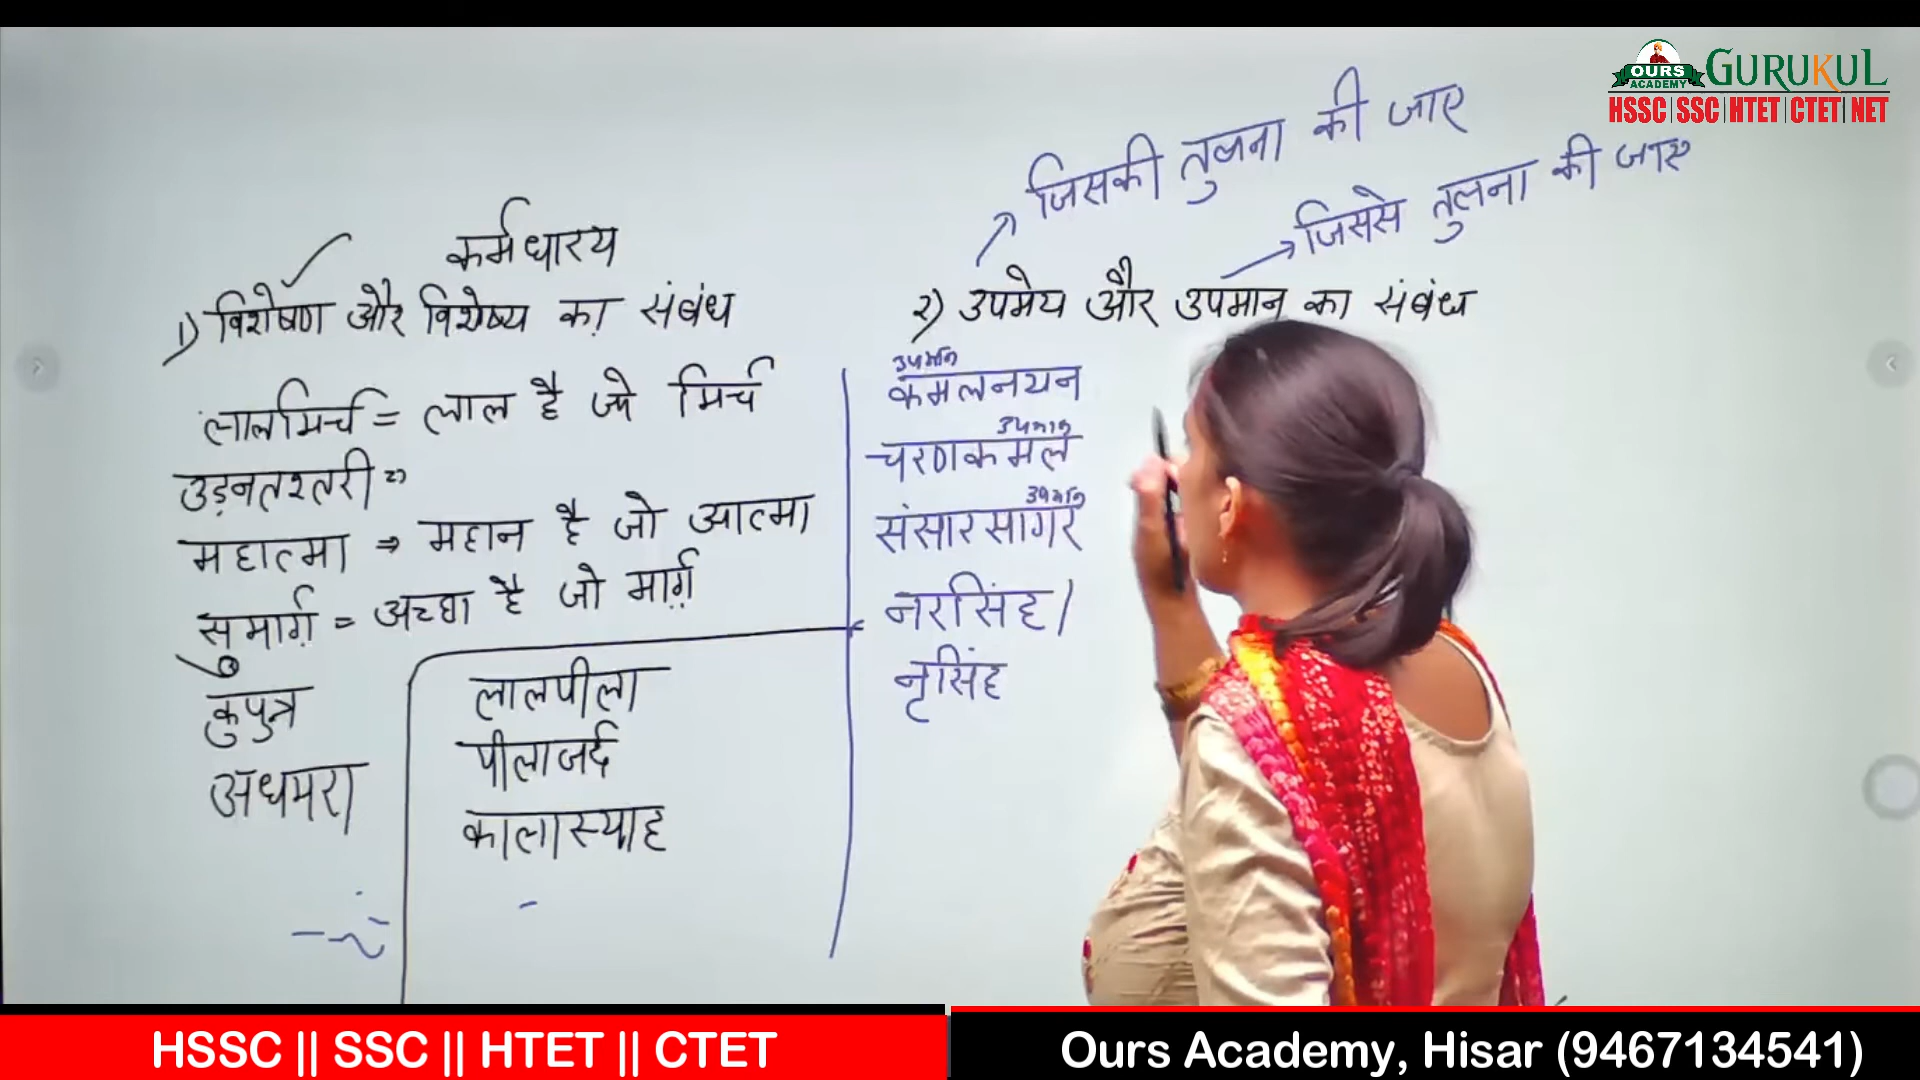 OURS
ACADEMY
GURUKUL
HSSC | SSC | HTET | CTET | NET
जिसकी तुलना की जाए
जिससे तुलना की जाए
कर्मधारय
1) विशेषण और विशेष्य का संबंध
लालमिर्च = लाल है जो मिर्च
उड़नतश्तरी =)
महात्मा ⇒ महान है जो आत्मा
सुमार्ग = अच्छा है जो मार्ग
कुपुत्र
अधमरा
लालपीला
पीलाजर्द
कालास्याह
२) उपमेय और उपमान का संबंध
उपमान
कमलनयन
उपमान
चरणकमल
उपमान
संसारसागर
नरसिंह/
नृसिंह
HSSC || SSC || HTET || CTET
Ours Academy, Hisar (9467134541)